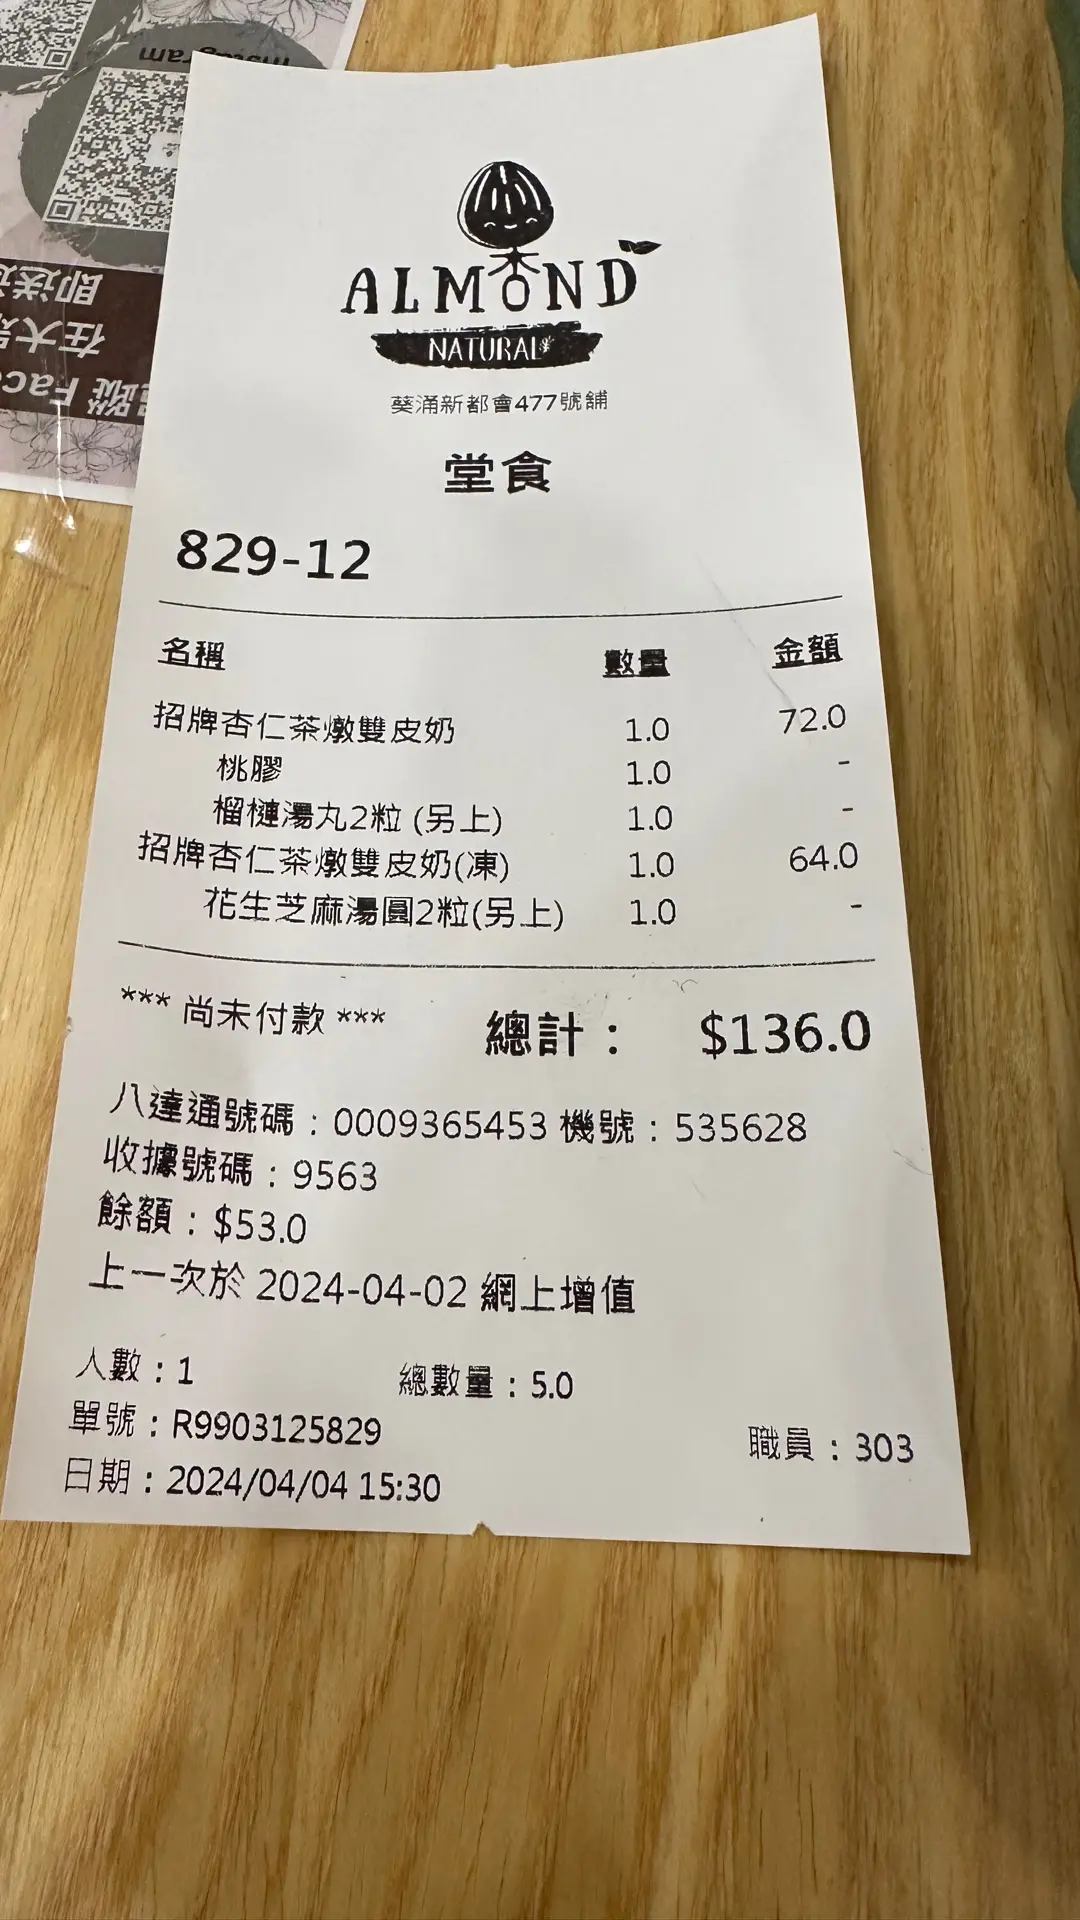 Instagram
即送
在大
蹤 Face
ALMOND
NATURAL
葵涌新都會477號舖
堂食
829-12
名稱 數量 金額
招牌杏仁茶燉雙皮奶 1.0 72.0
桃膠 1.0 -
榴槤湯丸2粒 (另上) 1.0 -
招牌杏仁茶燉雙皮奶(凍) 1.0 64.0
花生芝麻湯圓2粒(另上) 1.0 -
*** 尚未付款 *** 總計： $136.0
八達通號碼：0009365453 機號：535628
收據號碼：9563
餘額：$53.0
上一次於 2024-04-02 網上增值
人數：1 總數量：5.0
單號：R9903125829
職員：303
日期：2024/04/04 15:30